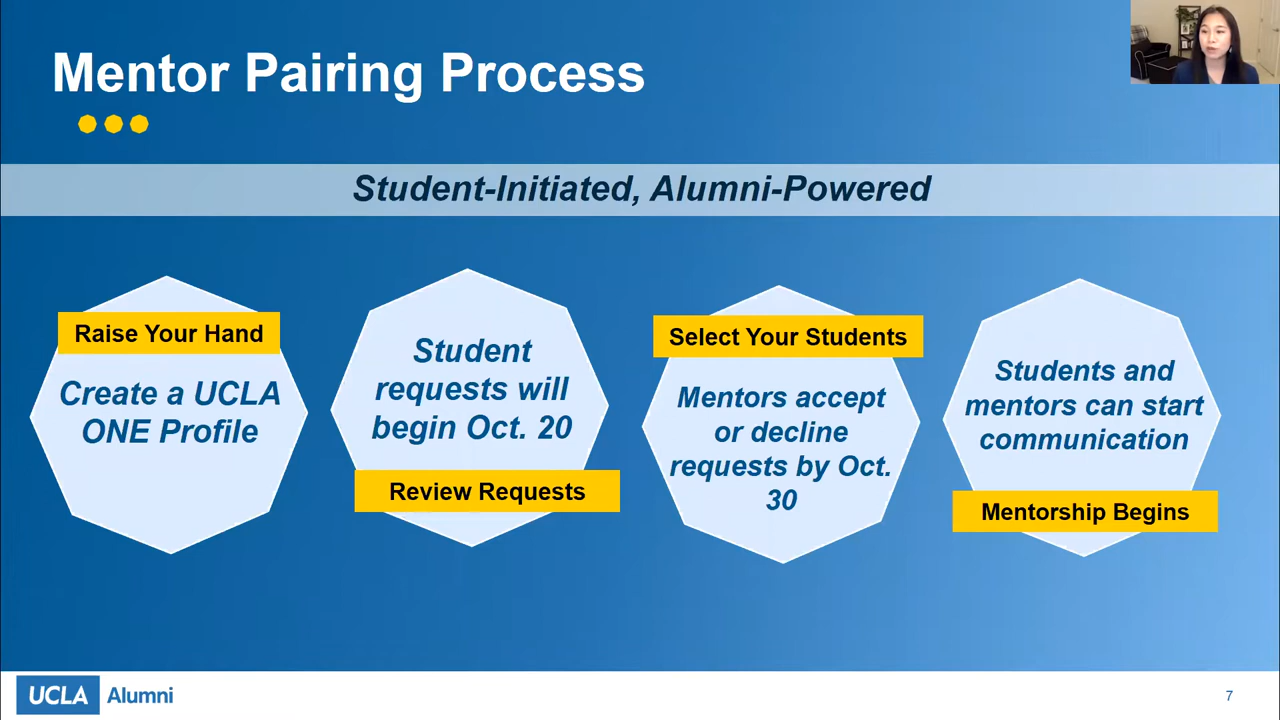 Mentor Pairing Process
Student-Initiated, Alumni-Powered
Raise Your Hand
Create a UCLA
ONE Profile
Student
requests will
begin Oct. 20
Review Requests
Select Your Students
Mentors accept
or decline
requests by Oct.
30
Students and
mentors can start
communication
Mentorship Begins
UCLA Alumni
7